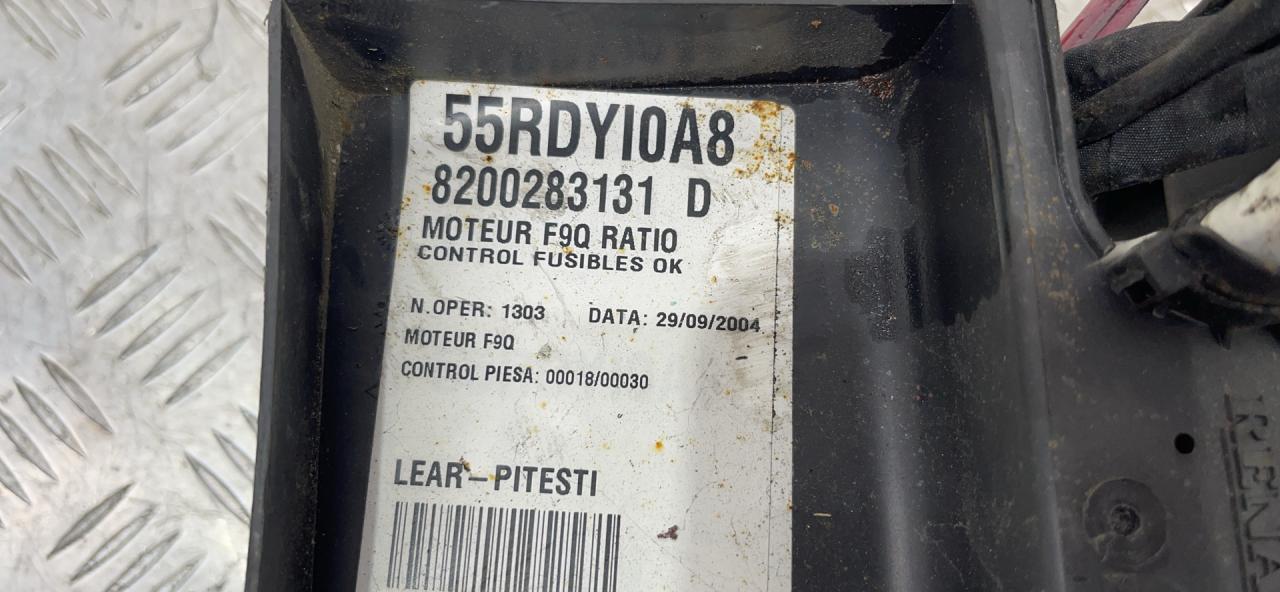 55RDYI0A8
8200283131 D
MOTEUR F9Q RATIO
CONTROL FUSIBLES OK
N.OPER: 1303 DATA: 29/09/2004
MOTEUR F9Q
CONTROL PIESA: 00018/00030
LEAR-PITESTI
RENA